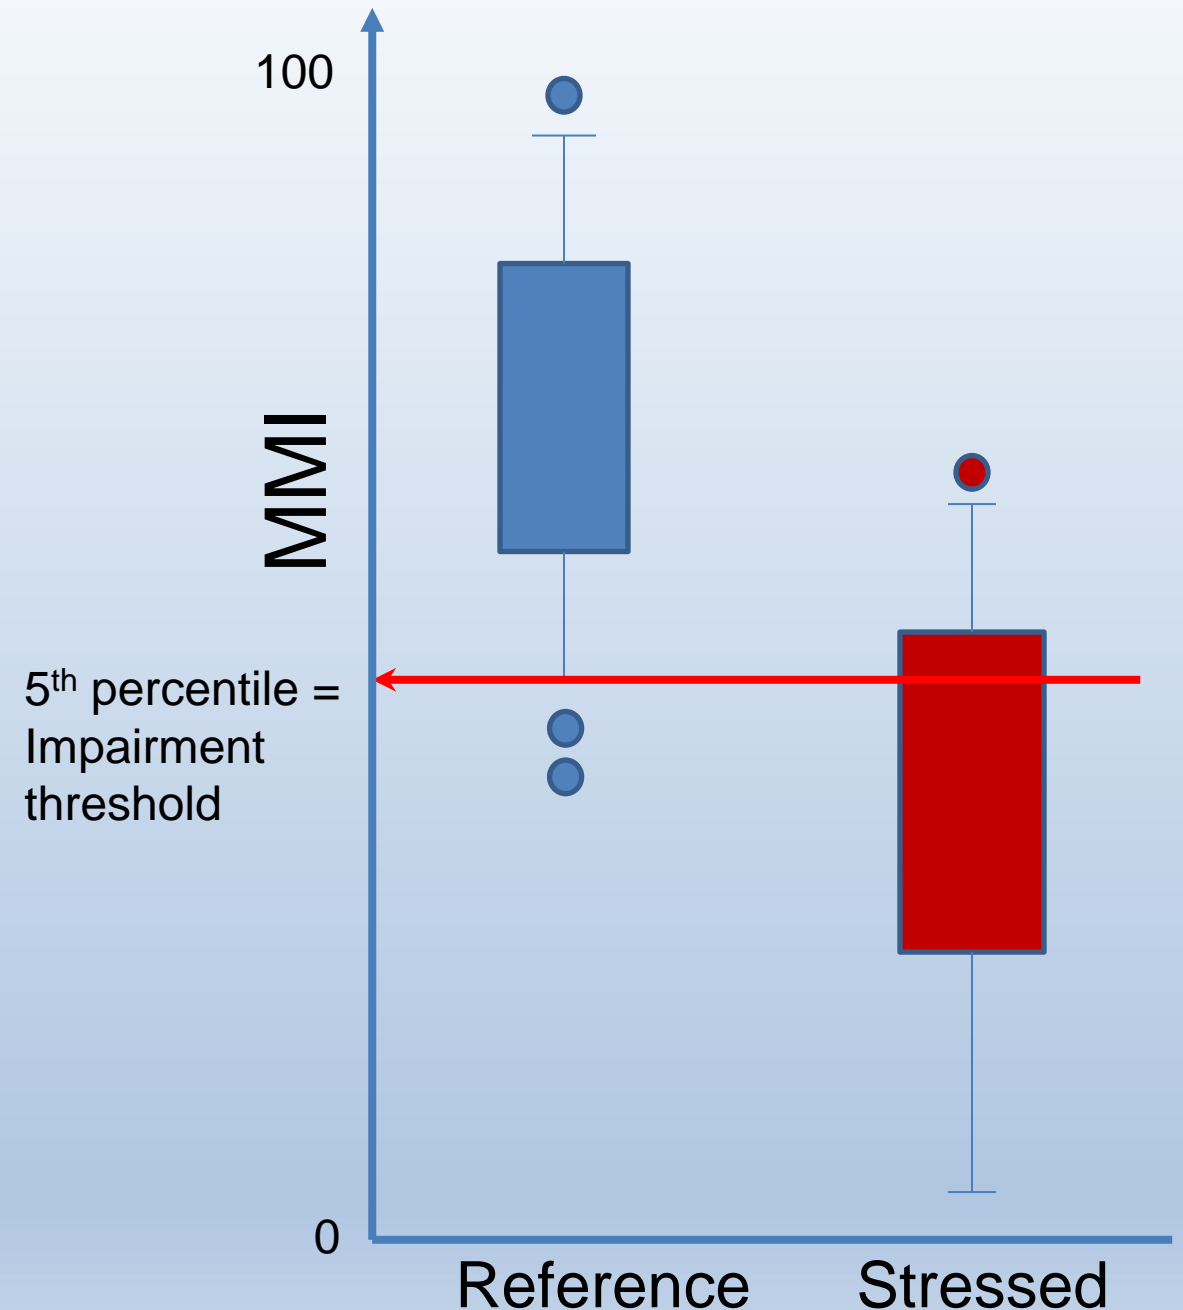 100
MMI
5th percentile =
Impairment
threshold
0
Reference
Stressed